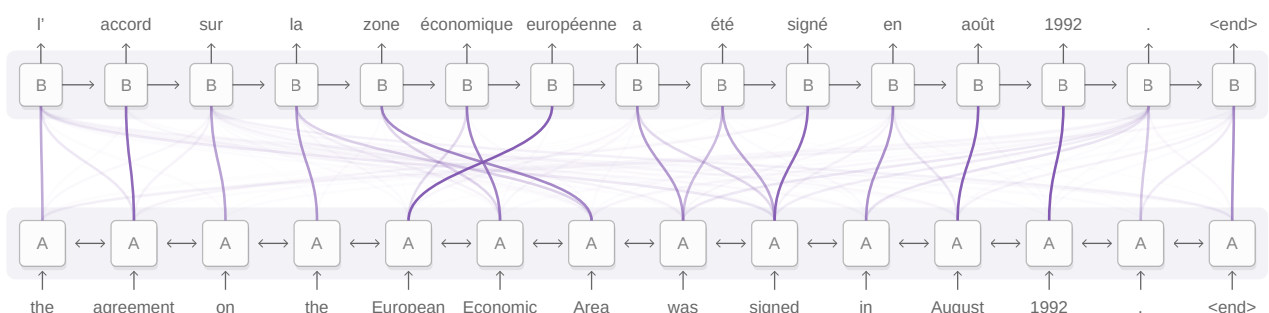 l' accord sur la zone économique européenne a été signé en août 1992 . <end>
B B B B B B B B B B B B B B B
A A A A A A A A A A A A A A
the agreement on the European Economic Area was signed in August 1992 . <end>